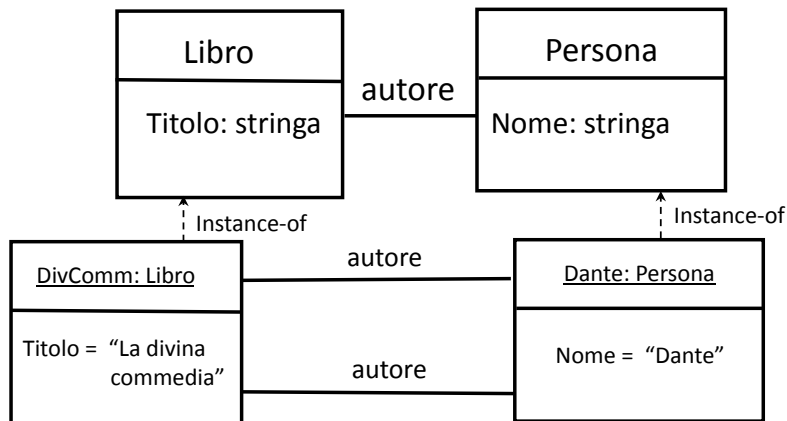 Libro
Persona
autore
Titolo: stringa
Nome: stringa
Instance-of
Instance-of
DivComm: Libro
autore
Dante: Persona
Titolo = “La divina
commedia”
Nome = “Dante”
autore